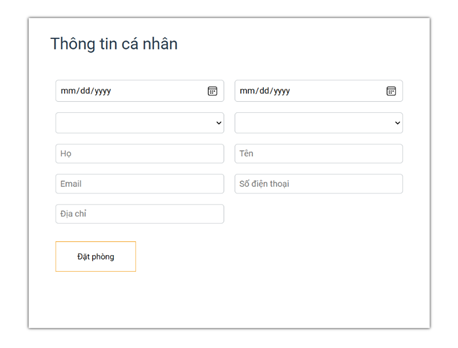 Thông tin cá nhân
mm/dd/yyyy mm/dd/yyyy
Họ Tên
Email Số điện thoại
Địa chỉ
Đặt phòng